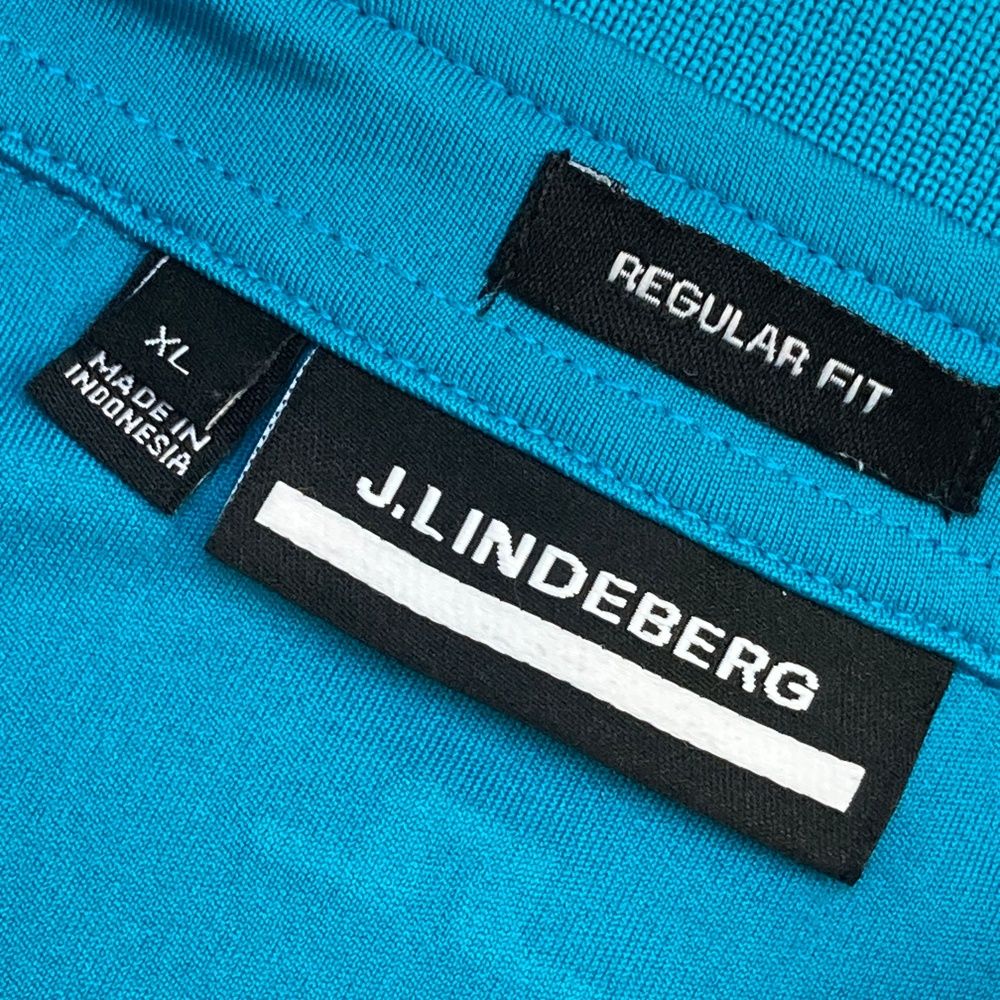 REGULAR FIT
XL
MADE IN
INDONESIA
J.LINDEBERG